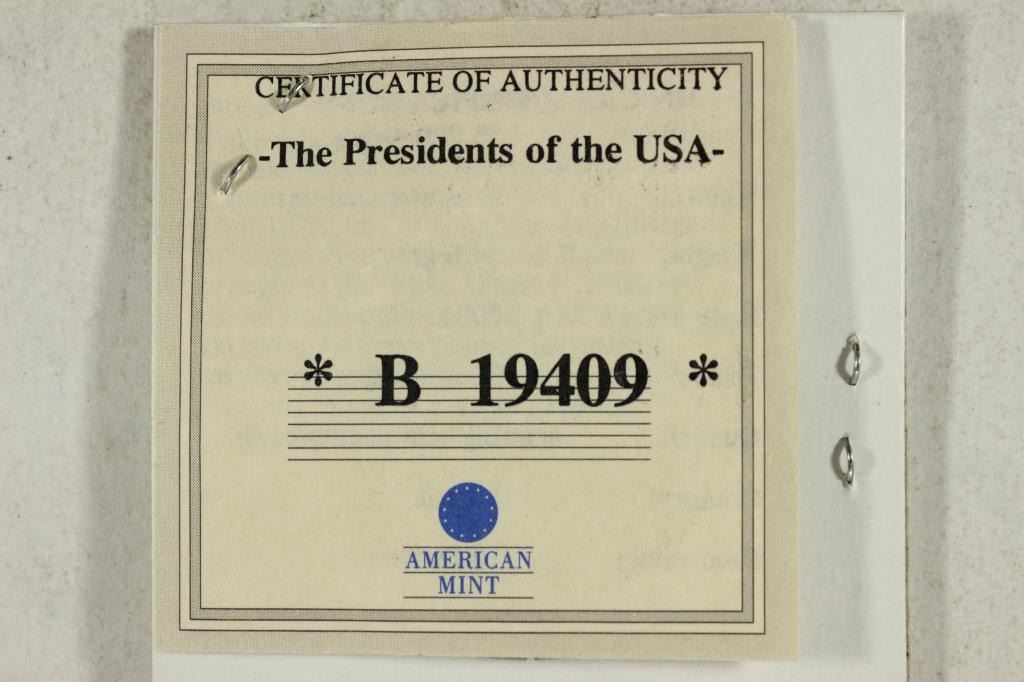 CERTIFICATE OF AUTHENTICITY
-The Presidents of the USA-
* B 19409 *
AMERICAN
MINT